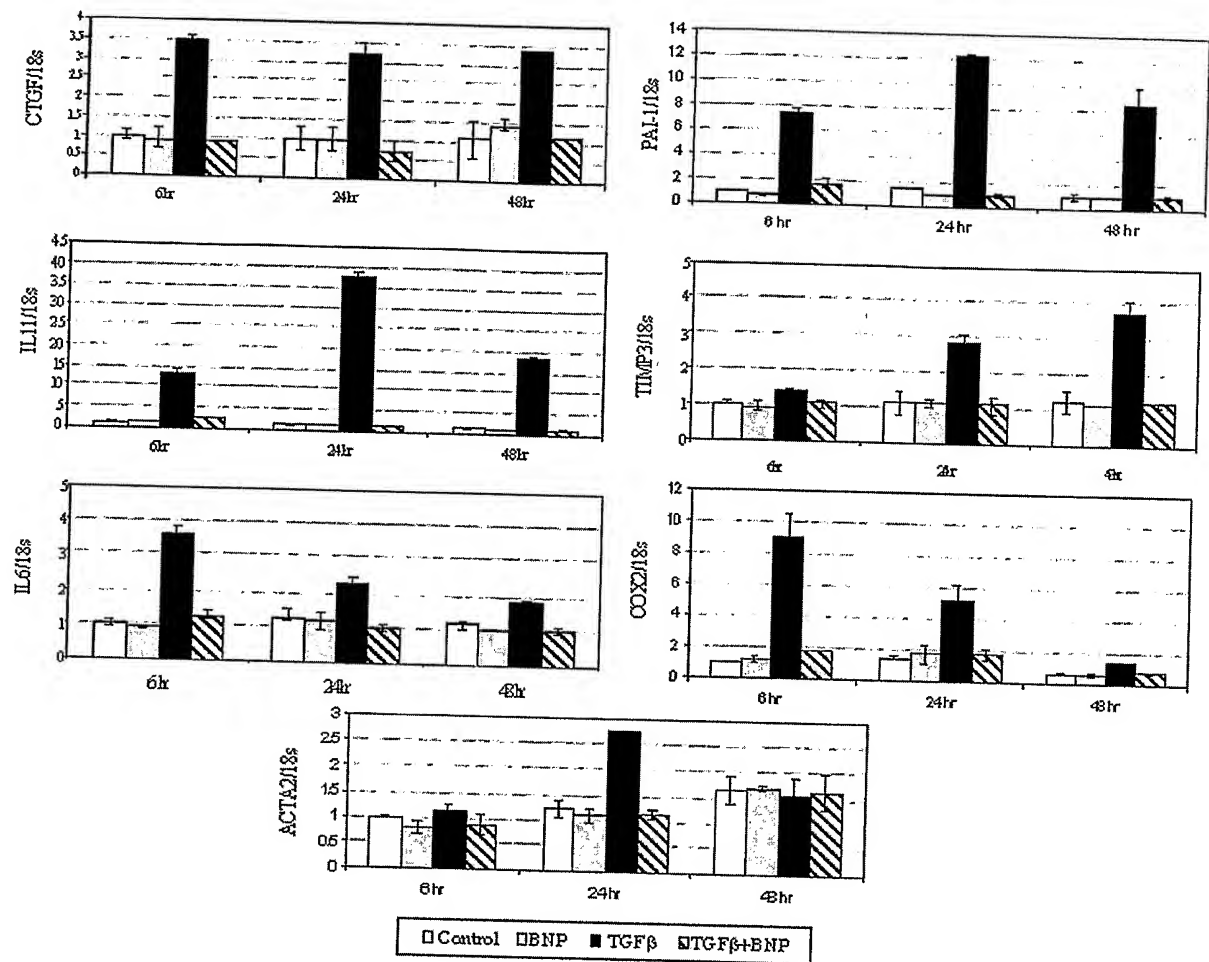 CTGF/18s
4
3.5
3
2.5
2
1.5
1
0.5
0
6hr
24hr
48hr
PAI-1/18s
14
12
10
8
6
4
2
0
6 hr
24 hr
48 hr
IL11/18s
45
40
35
30
25
20
15
10
5
0
6hr
24hr
48hr
TIMP3/18s
5
4
3
2
1
0
IL6/18s
5
4
3
2
1
0
6hr
24hr
48hr
COX2/18s
12
10
8
6
4
2
0
6hr
24hr
48hr
ACTA2/18s
3
2.5
2
1.5
1
0.5
0
6hr
24hr
48hr
Control BNP TGFβ TGFβ+BNP